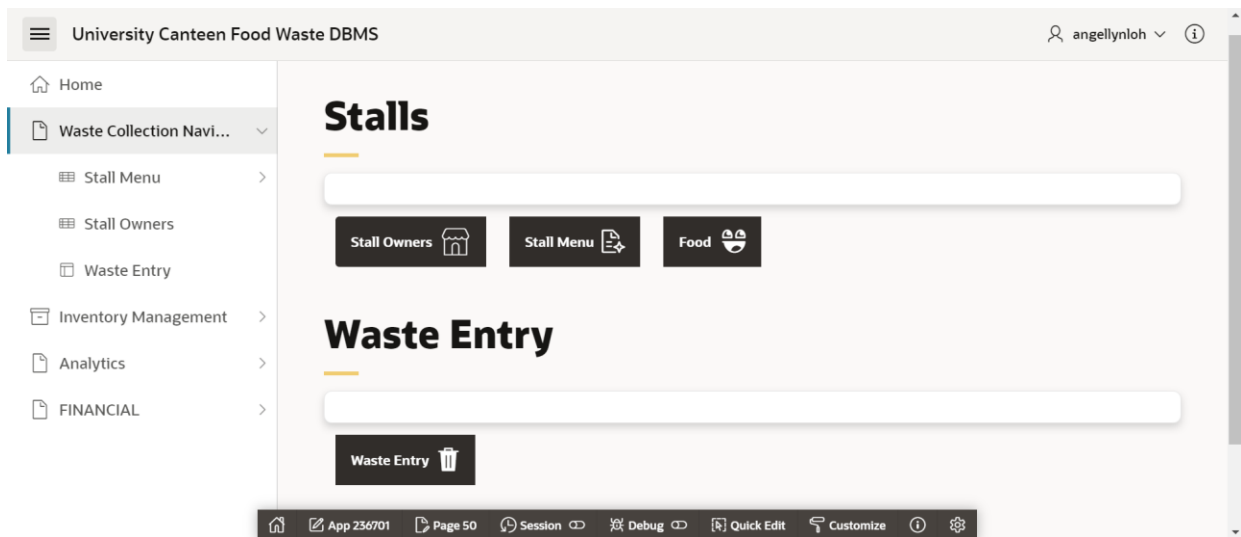 University Canteen Food Waste DBMS
angellynloh
Home
Waste Collection Navi...
Stall Menu
Stall Owners
Waste Entry
Inventory Management
Analytics
FINANCIAL
Stalls
Stall Owners
Stall Menu
Food
Waste Entry
Waste Entry
App 236701
Page 50
Session
Debug
Quick Edit
Customize